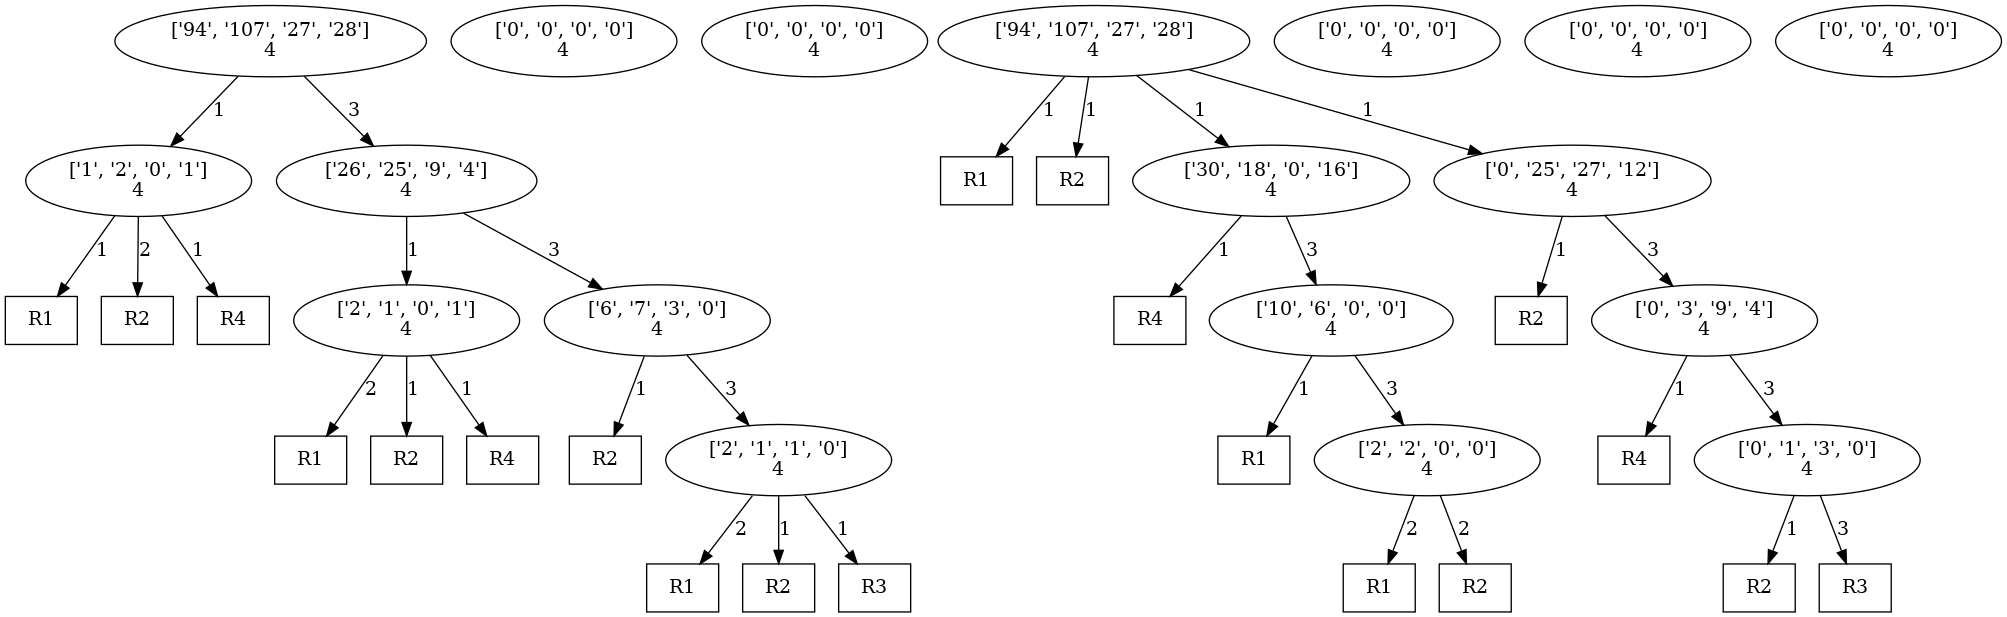 ['94', '107', '27', '28']
4
['0', '0', '0', '0']
4
['0', '0', '0', '0']
4
['94', '107', '27', '28']
4
['0', '0', '0', '0']
4
['0', '0', '0', '0']
4
['0', '0', '0', '0']
4
1
3
1
1
1
1
['1', '2', '0', '1']
4
['26', '25', '9', '4']
4
R1
R2
['30', '18', '0', '16']
4
['0', '25', '27', '12']
4
1
2
1
1
3
1
3
1
3
R1
R2
R4
['2', '1', '0', '1']
4
['6', '7', '3', '0']
4
R4
['10', '6', '0', '0']
4
R2
['0', '3', '9', '4']
4
2
1
1
1
3
1
3
1
3
R1
R2
R4
R2
['2', '1', '1', '0']
4
R1
['2', '2', '0', '0']
4
R4
['0', '1', '3', '0']
4
2
1
1
2
2
1
3
R1
R2
R3
R1
R2
R2
R3